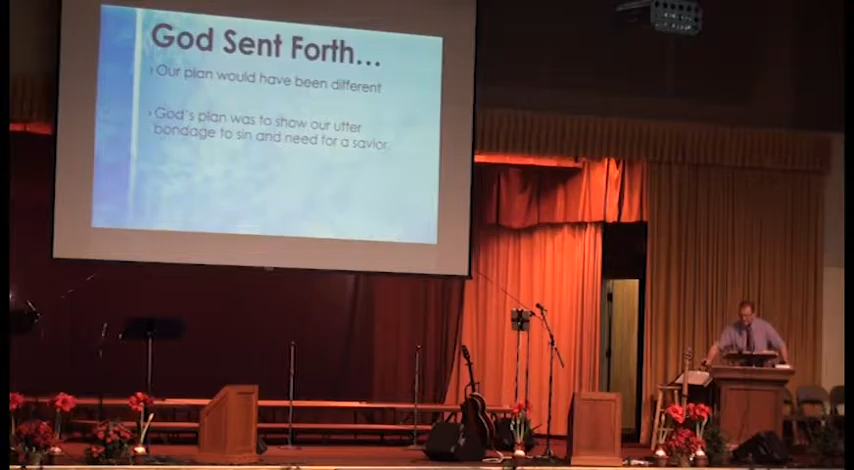 God Sent Forth...
Our plan would have been different
God's plan was to show our utter
bondage to sin and need for a savior.